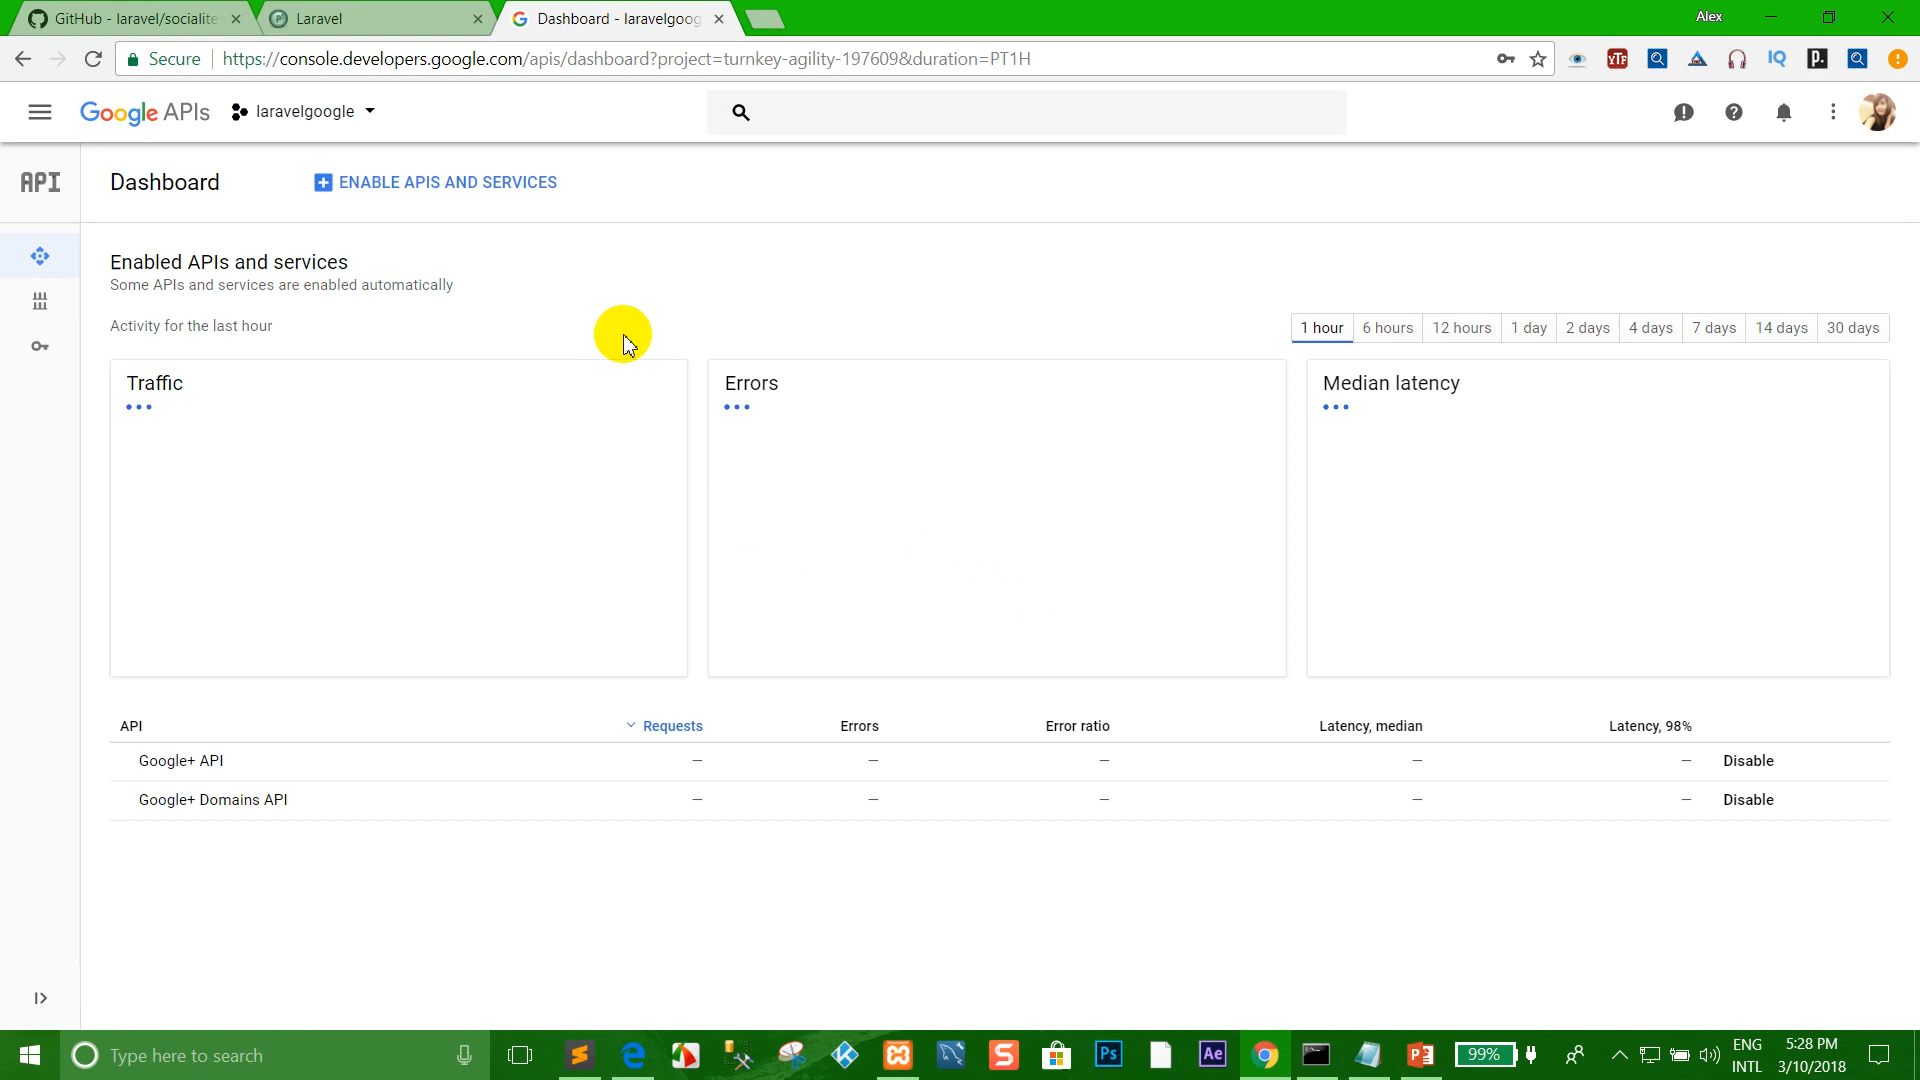 GitHub - laravel/socialite
Laravel
Dashboard - laravelgoog
Alex
Secure
https://console.developers.google.com/apis/dashboard?project=turnkey-agility-197609&duration=PT1H
YTF
IQ
p.
Google APIs
laravelgoogle
API
Dashboard
ENABLE APIS AND SERVICES
Enabled APIs and services
Some APIs and services are enabled automatically
Activity for the last hour
1 hour
6 hours
12 hours
1 day
2 days
4 days
7 days
14 days
30 days
Traffic
Errors
Median latency
API
Requests
Errors
Error ratio
Latency, median
Latency, 98%
Google+ API
–
–
–
–
–
Disable
Google+ Domains API
–
–
–
–
–
Disable
Type here to search
Ps
Ae
99%
ENG
INTL
5:28 PM
3/10/2018